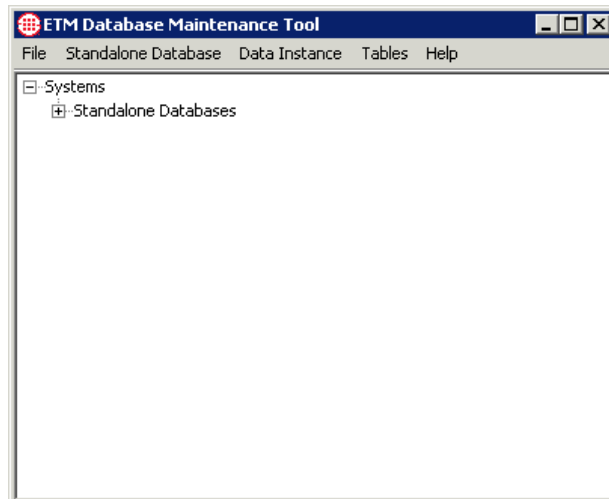 ETM Database Maintenance Tool
File Standalone Database Data Instance Tables Help
Systems
Standalone Databases